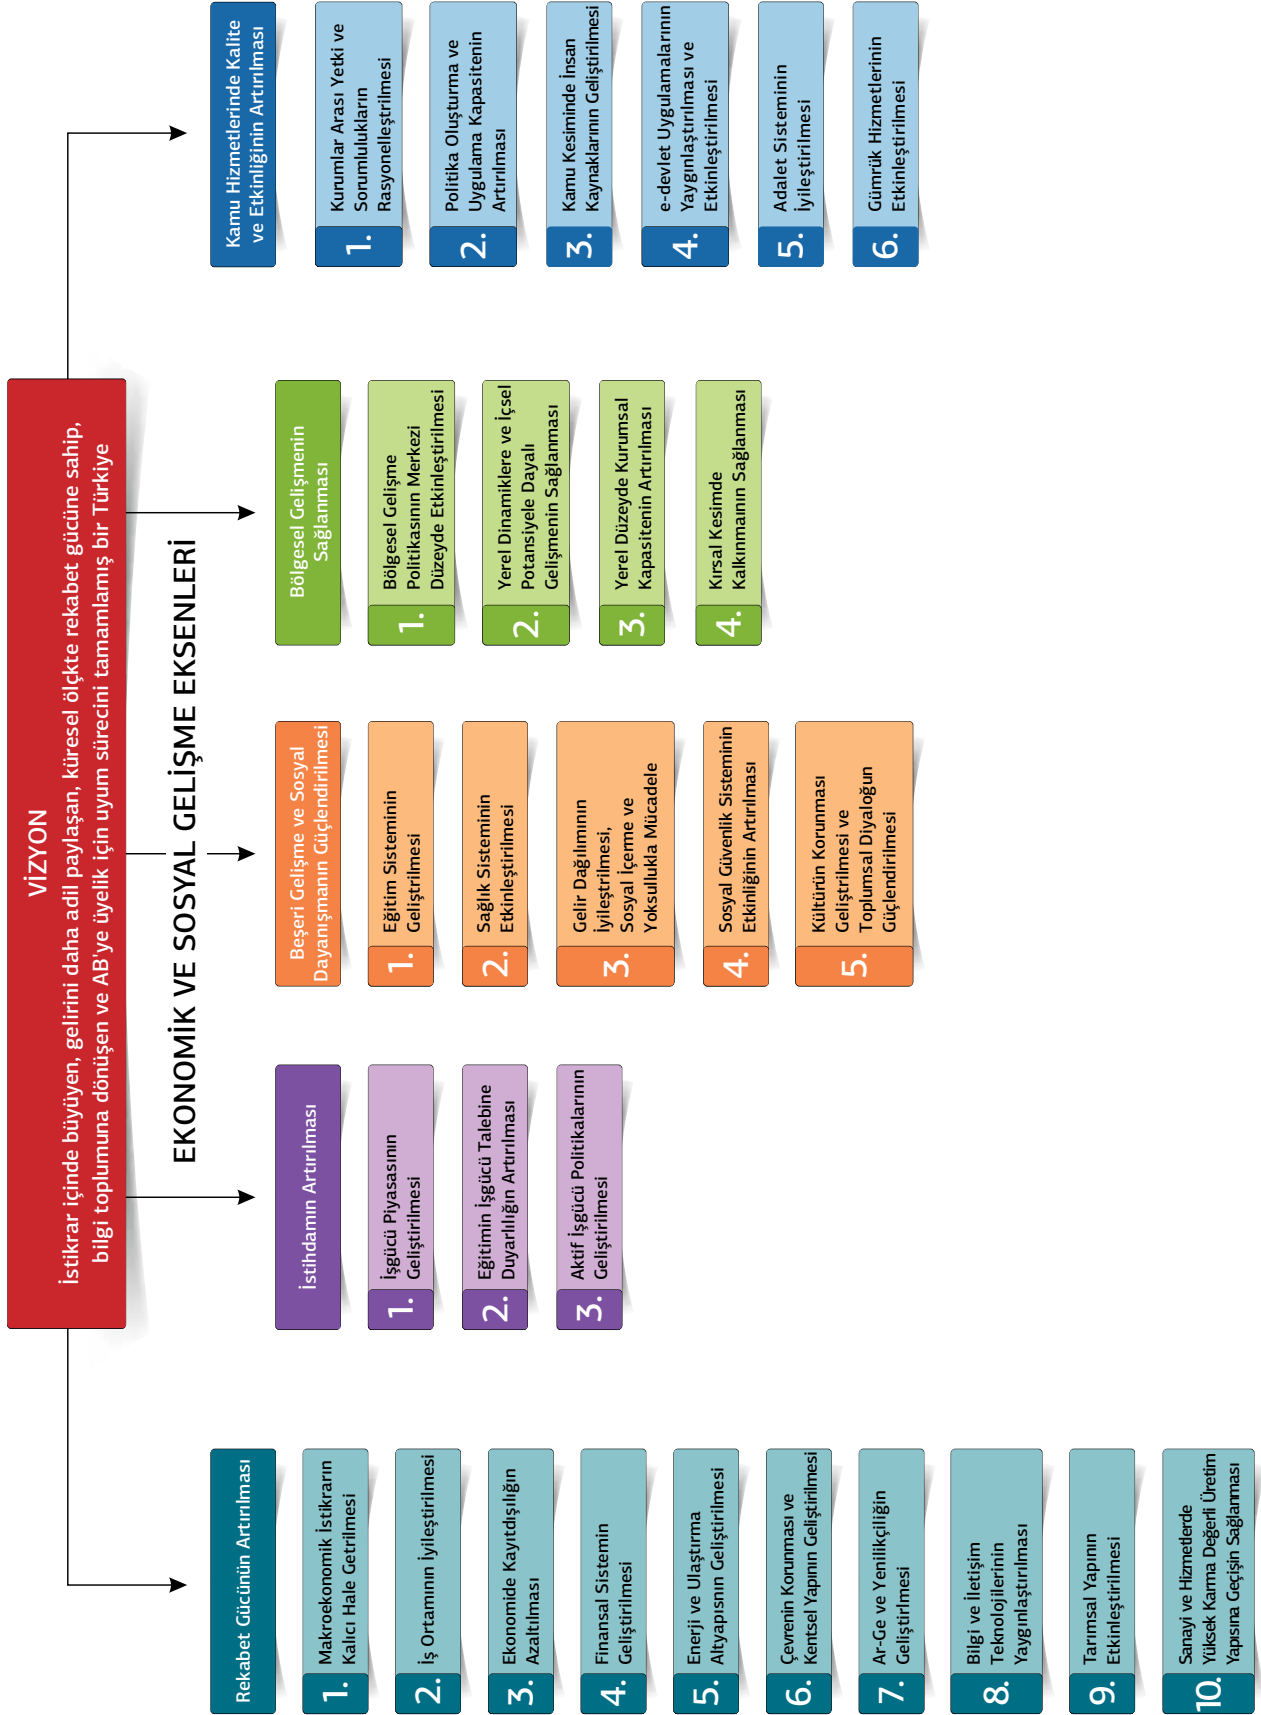 VİZYON
İstikrar içinde büyüyen, gelirini daha adil paylaşan, küresel ölçkte rekabet gücüne sahip,
bilgi toplumuna dönüşen ve AB'ye üyelik için uyum sürecini tamamlamış bir Türkiye
EKONOMİK VE SOSYAL GELİŞME EKSENLERİ
Rekabet Gücünün Artırılması
1.
Makroekonomik İstikrarın
Kalıcı Hale Getrilmesi
2.
İş Ortamının İyileştirilmesi
3.
Ekonomide Kayıtdışılığın
Azaltılması
4.
Finansal Sistemin
Geliştirilmesi
5.
Enerji ve Ulaştırma
Altyapısnın Geliştirilmesi
6.
Çevrenin Korunması ve
Kentsel Yapının Geliştirilmesi
7.
Ar-Ge ve Yenilikçiliğin
Geliştirlmesi
8.
Bilgi ve İletişim
Teknolojilerinin
Yaygınlaştırılması
9.
Tarımsal Yapının
Etkinleştirilmesi
10.
Sanayi ve Hizmetlerde
Yüksek Karma Değerli Üretim
Yapısına Geçişin Sağlanması
İstihdamın Artırılması
1.
İşgücü Piyasasının
Geliştirilmesi
2.
Eğitimin İşgücü Talebine
Duyarlılığın Artırılması
3.
Aktif İşgücü Politikalarının
Geliştirilmesi
Beşeri Gelişme ve Sosyal
Dayanışmanın Güçlendirilmesi
1.
Eğitim Sisteminin
Geliştrilmesi
2.
Sağlık Sisteminin
Etkinleştirilmesi
3.
Gelir Dağılımının
İyileştrilmesi,
Sosyal İçerme ve
Yoksullukla Mücadele
4.
Sosyal Güvenlik Sisteminin
Etkinliğinin Artırılması
5.
Kültürün Korunması
Geliştirilmesi ve
Toplumsal Diyaloğun
Güçlendirilmesi
Bölgesel Gelişmenin
Sağlanması
1.
Bölgesel Gelişme
Politikasının Merkezi
Düzeyde Etkinleştirilmesi
2.
Yerel Dinamiklere ve İçsel
Potansiyele Dayalı
Gelişmenin Sağlanması
3.
Yerel Düzeyde Kurumsal
Kapasitenin Artırılması
4.
Kırsal Kesimde
Kalkınmanın Sağlanması
Kamu Hizmetlerinde Kalite
ve Etkinliğinin Artırılması
1.
Kurumlar Arası Yetki ve
Sorumlulukların
Rasyonelleştrilmesi
2.
Politika Oluşturma ve
Uygulama Kapasitenin
Artırılması
3.
Kamu Kesiminde İnsan
Kaynaklarının Geliştirilmesi
4.
e-devlet Uygulamalarının
Yaygınlaştırılması ve
Etkinleştirilmesi
5.
Adalet Sisteminin
İyileştirilmesi
6.
Gümrük Hizmetlerinin
Etkinleştirilmesi